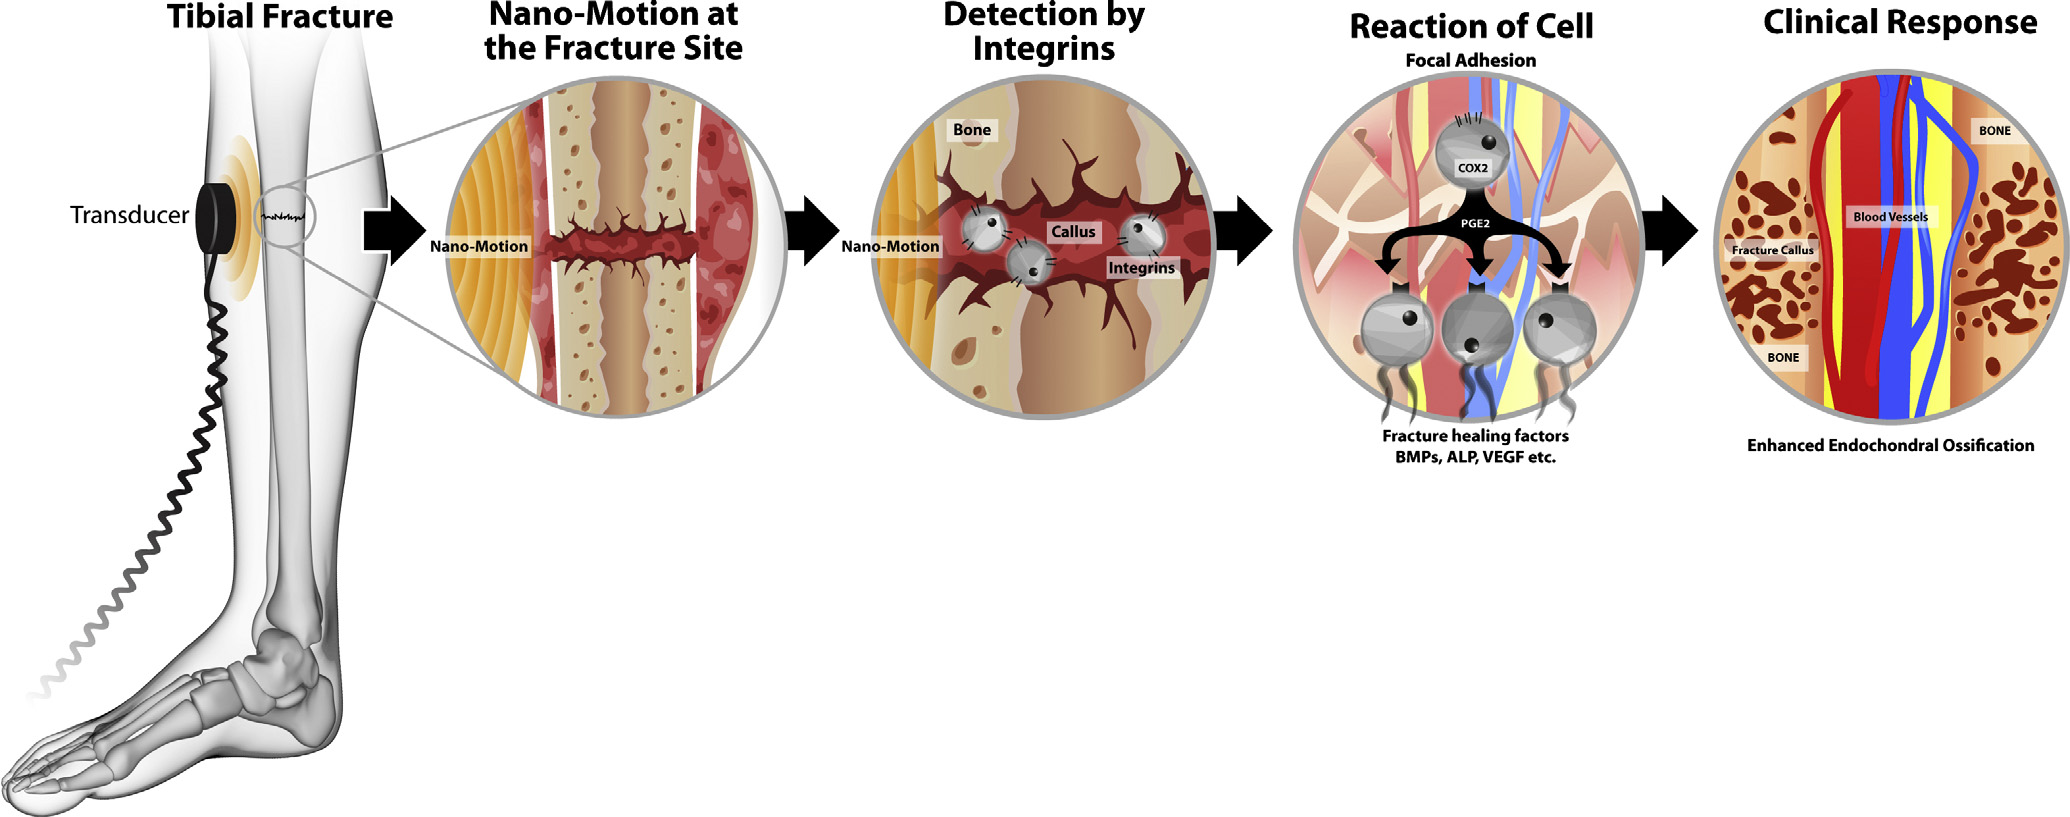 Tibial Fracture
Transducer
Nano-Motion at
the Fracture Site
Nano-Motion
Detection by
Integrins
Bone
Nano-Motion
Callus
Integrins
Reaction of Cell
Focal Adhesion
COX2
PGE2
Fracture healing factors
BMPs, ALP, VEGF etc.
Clinical Response
BONE
Blood Vessels
Fracture Callus
BONE
Enhanced Endochondral Ossification